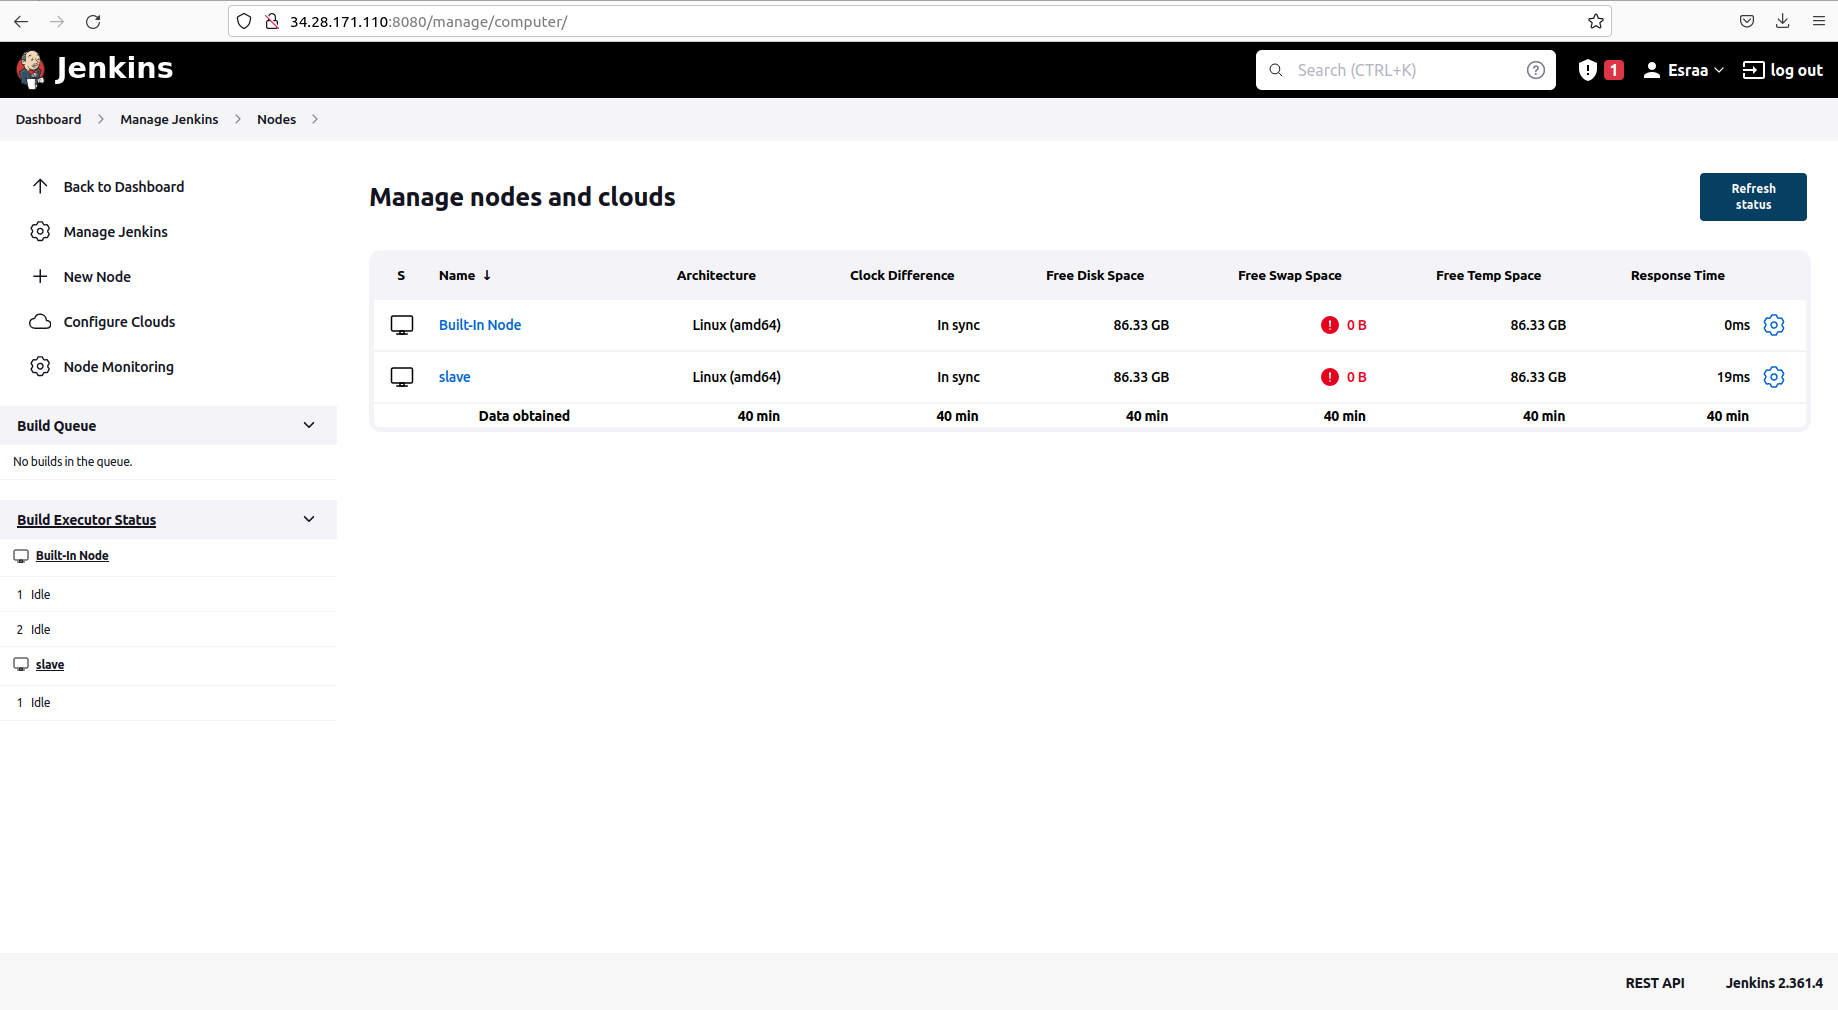 34.28.171.110:8080/manage/computer/
Jenkins
Search (CTRL+K)
1
Esraa
log out
Dashboard
Manage Jenkins
Nodes
Back to Dashboard
Manage Jenkins
New Node
Configure Clouds
Node Monitoring
Build Queue
No builds in the queue.
Build Executor Status
Built-In Node
1 Idle
2 Idle
slave
1 Idle
Manage nodes and clouds
Refresh
status
S Name ↓ Architecture Clock Difference Free Disk Space Free Swap Space Free Temp Space Response Time
Built-In Node Linux (amd64) In sync 86.33 GB 0 B 86.33 GB 0ms
slave Linux (amd64) In sync 86.33 GB 0 B 86.33 GB 19ms
Data obtained 40 min 40 min 40 min 40 min 40 min 40 min
REST API Jenkins 2.361.4